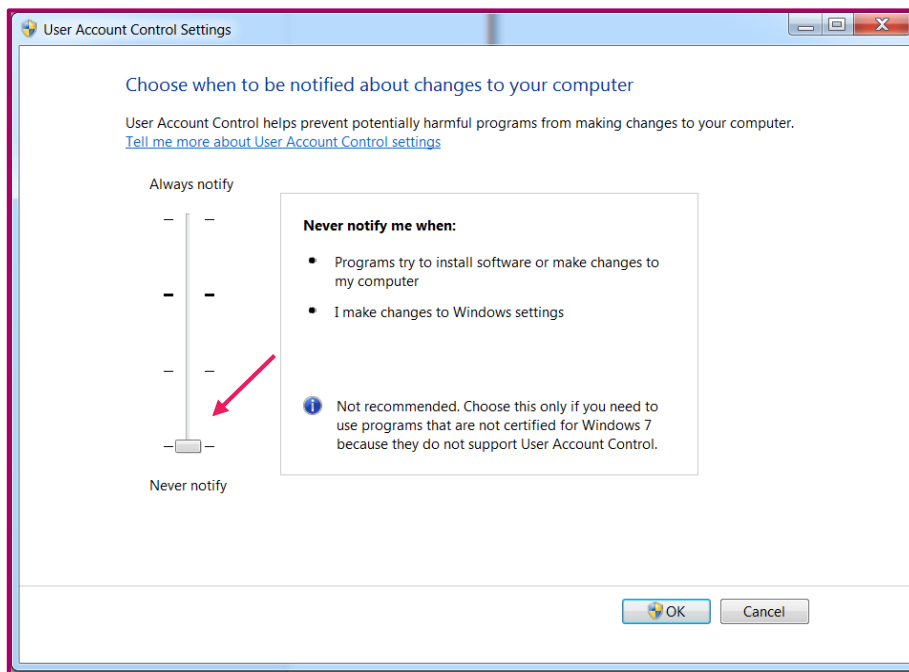 User Account Control Settings
Choose when to be notified about changes to your computer
User Account Control helps prevent potentially harmful programs from making changes to your computer.
Tell me more about User Account Control settings
Always notify
Never notify me when:
Programs try to install software or make changes to
my computer
I make changes to Windows settings
Not recommended. Choose this only if you need to
use programs that are not certified for Windows 7
because they do not support User Account Control.
Never notify
OK
Cancel